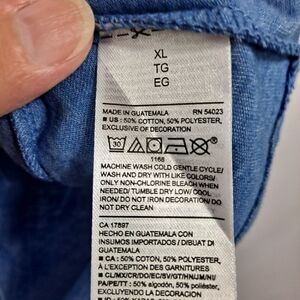 XL
TG
EG
MADE IN GUATEMALA RN 54023
■ US : 50% COTTON, 50% POLYESTER,
EXCLUSIVE OF DECORATION
30
1168
MACHINE WASH COLD GENTLE CYCLE/
WASH AND DRY WITH LIKE COLORS/
ONLY NON-CHLORINE BLEACH WHEN
NEEDED/ TUMBLE DRY LOW/ COOL
IRON/ DO NOT IRON DECORATION/ DO
NOT DRY CLEAN
CA 17897
HECHO EN GUATEMALA CON
INSUMOS IMPORTADOS / DIBUAT DI
GUATEMALA
■ CA : 50% COTON, 50% POLYESTER,
À L'EXCEPTION DES GARNITURES
■ CL/MX/CR/DO/EC/SV/GT/HN/JM/NI/
PA/PE/TT : 50% algodón, 50% poliéster,
EXCLUYENDO LA DECORACION